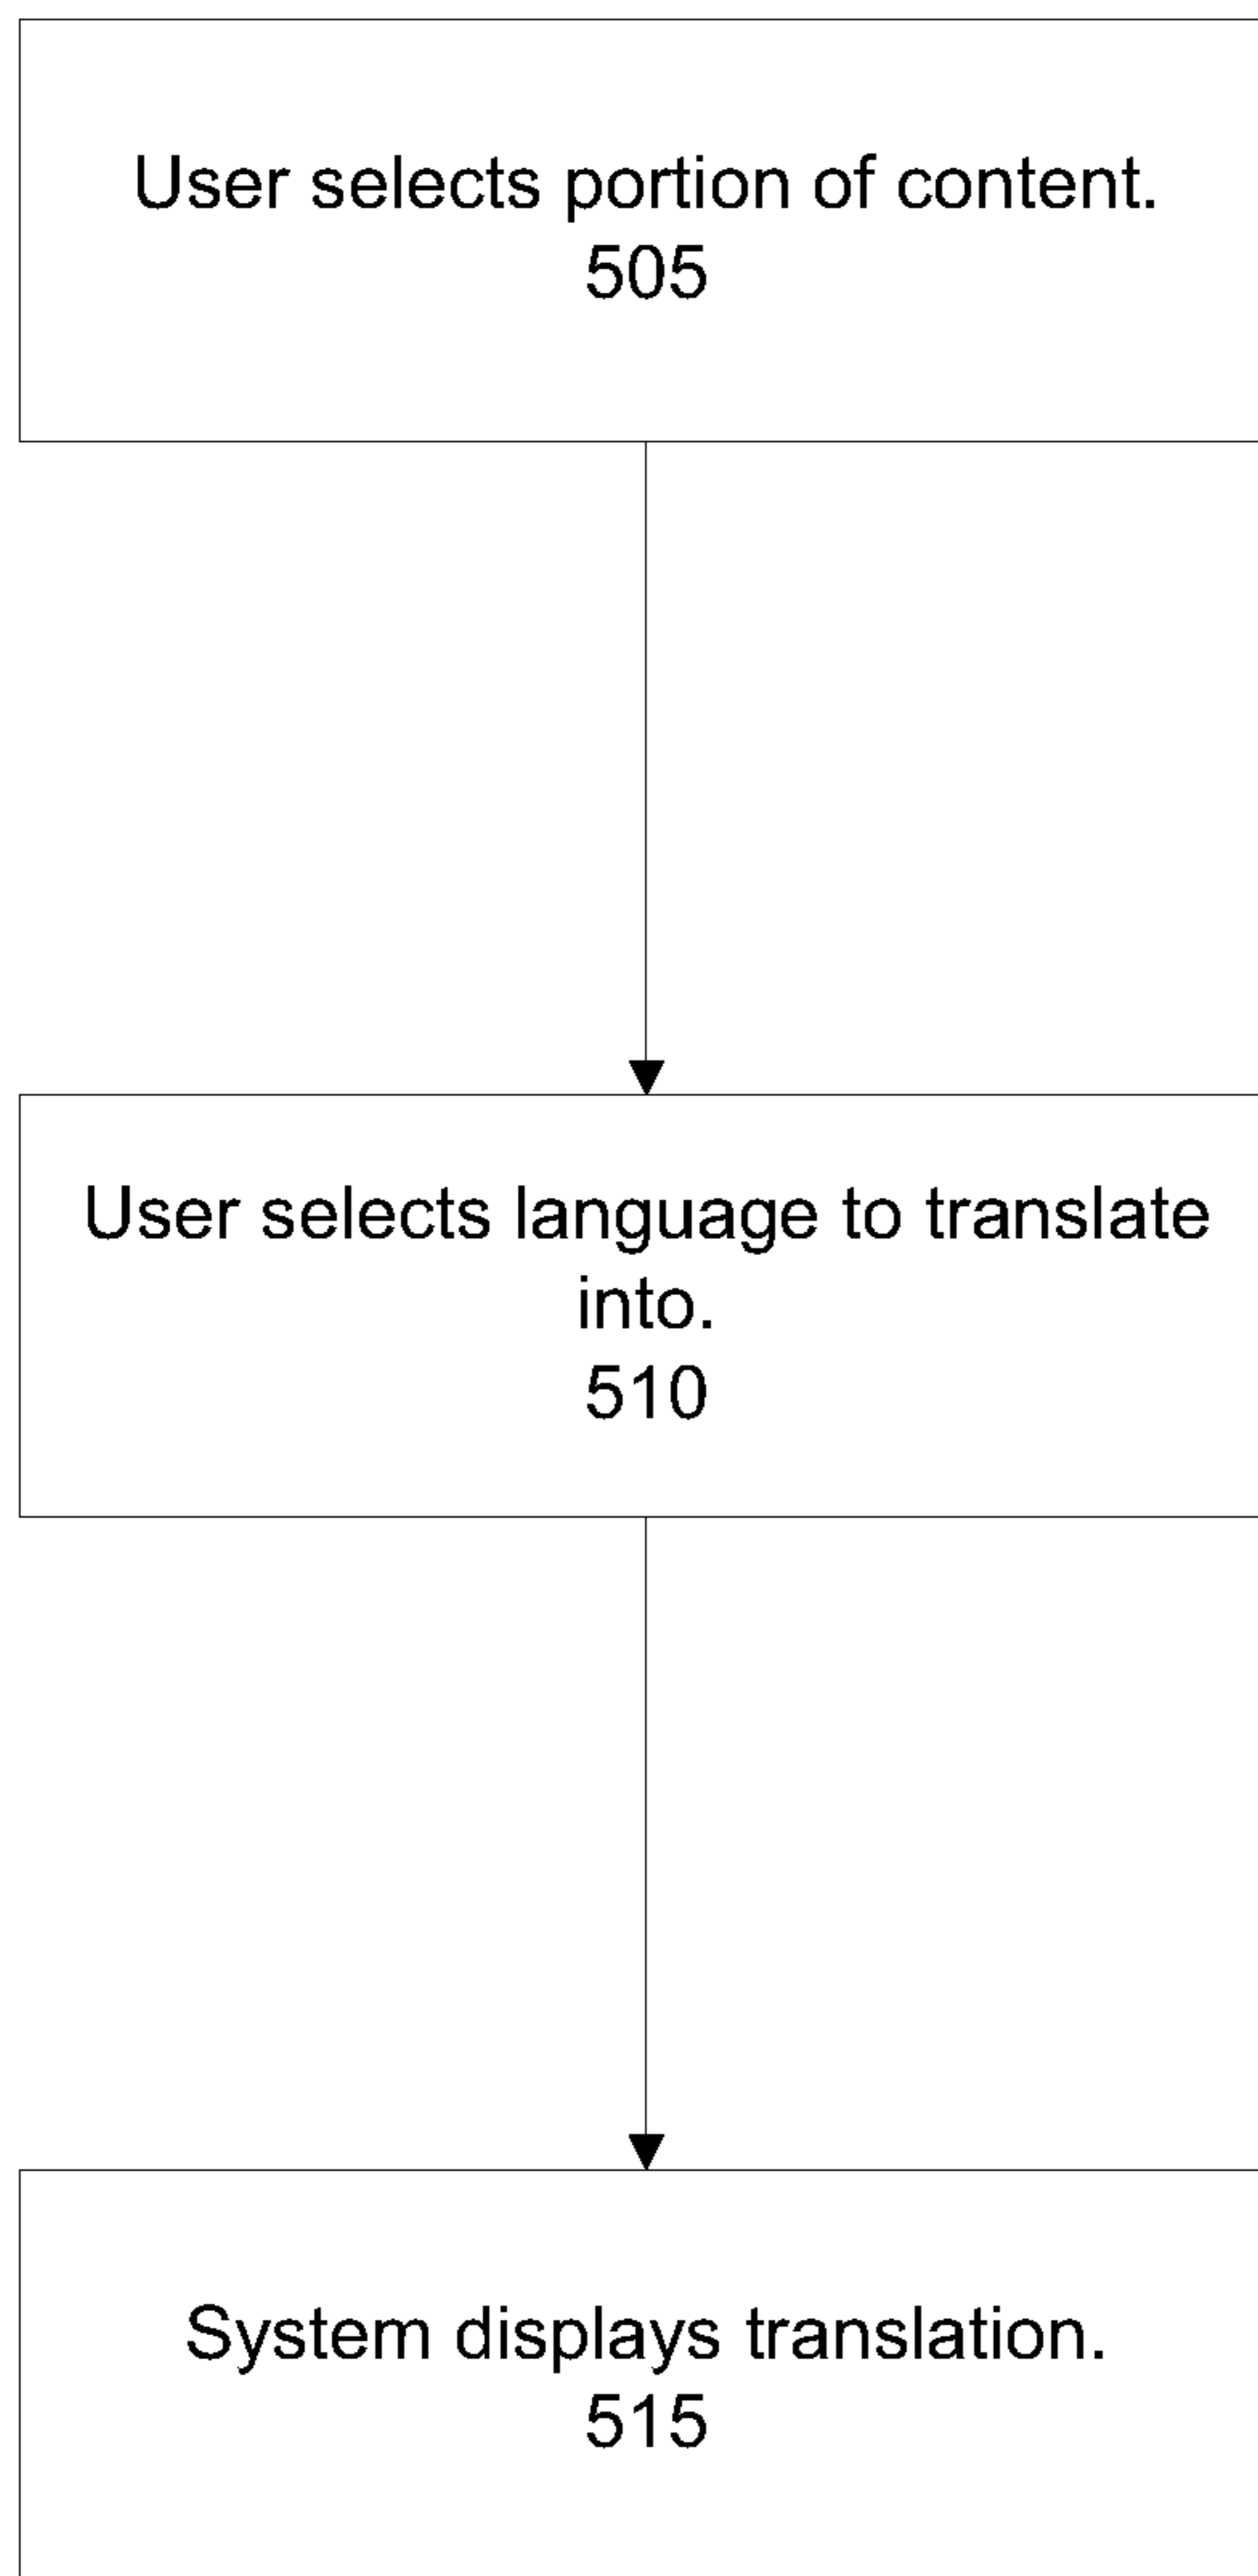 User selects portion of content.
505
User selects language to translate
into.
510
System displays translation.
515